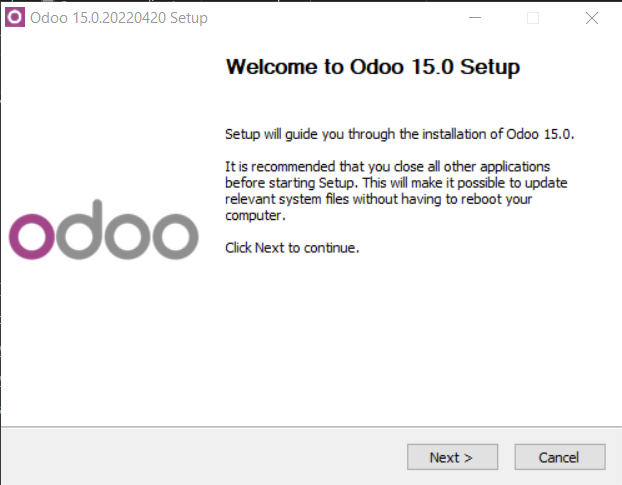 Odoo 15.0.20220420 Setup
Welcome to Odoo 15.0 Setup
Setup will guide you through the installation of Odoo 15.0.
It is recommended that you close all other applications
before starting Setup. This will make it possible to update
relevant system files without having to reboot your
computer.
Click Next to continue.
odoo
Next >
Cancel